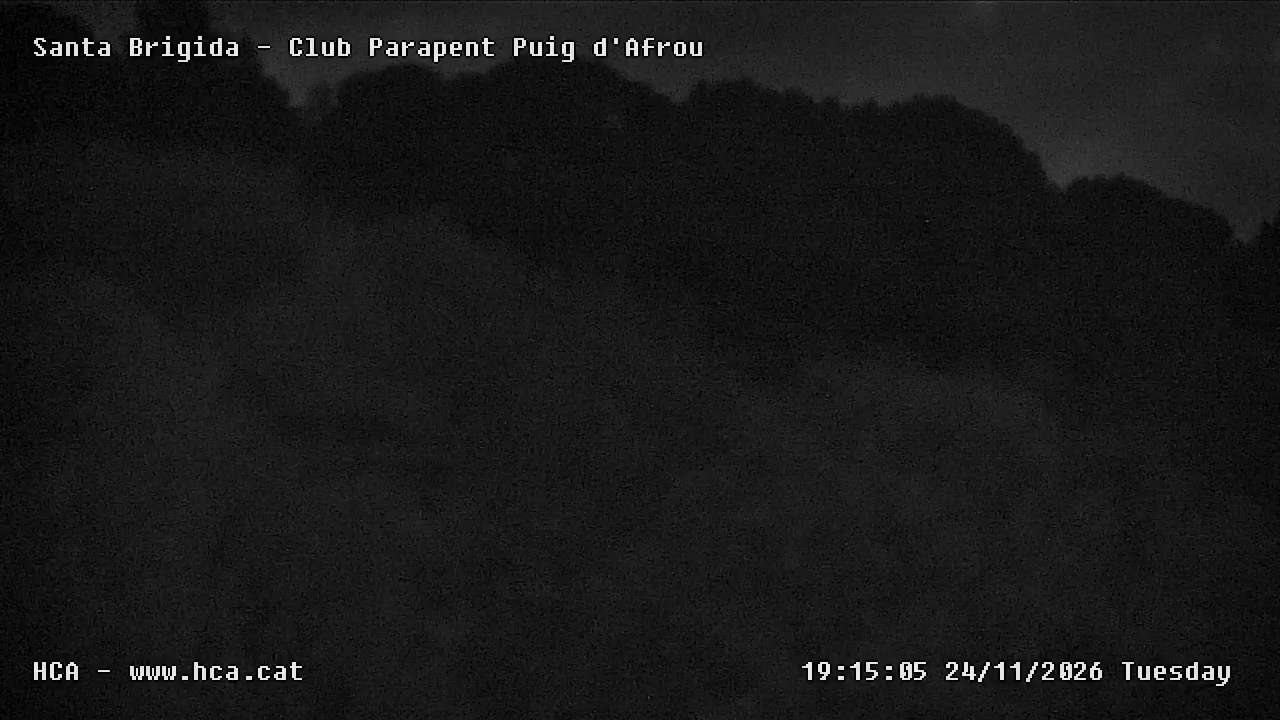 Santa Brigida - Club Parapent Puig d'Afrou
HCA - www.hca.cat
19:15:05 24/11/2026 Tuesday